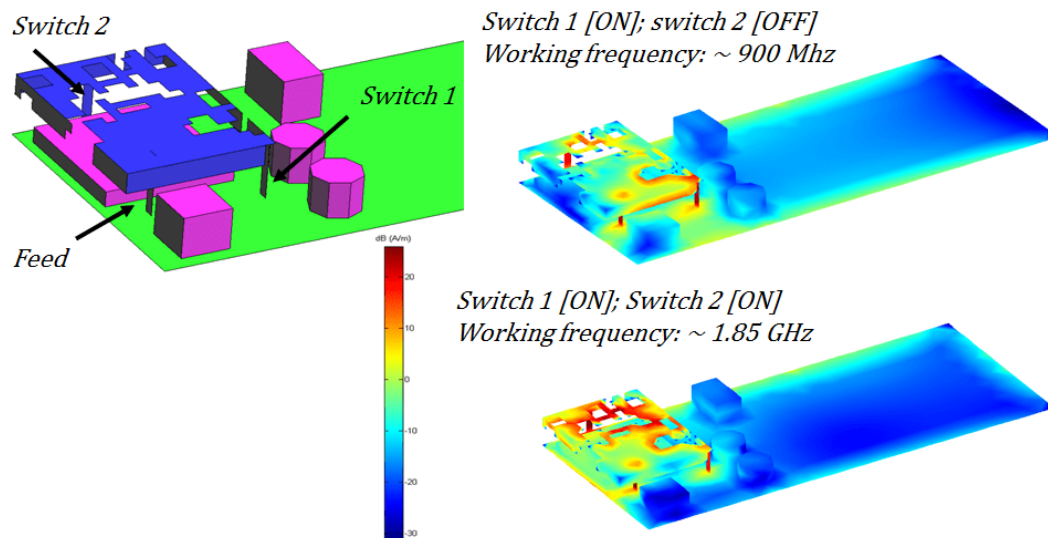 Switch 2
Switch 1
Feed
Switch 1 [ON]; switch 2 [OFF]
Working frequency: ~ 900 Mhz
dB (A/m)
20
10
0
-10
-20
-30
Switch 1 [ON]; Switch 2 [ON]
Working frequency: ~ 1.85 GHz